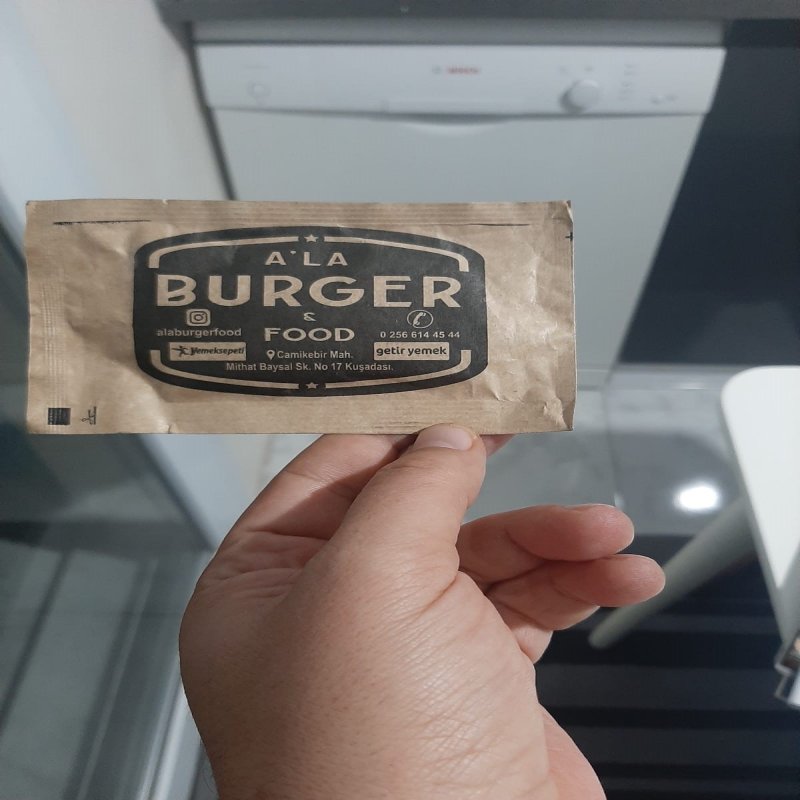 A'LA
BURGER
&
FOOD
alaburgerfood
0 256 614 45 44
Yemeksepeti
getir yemek
Camikebir Mah.
Mithat Baysal Sk. No 17 Kuşadası.